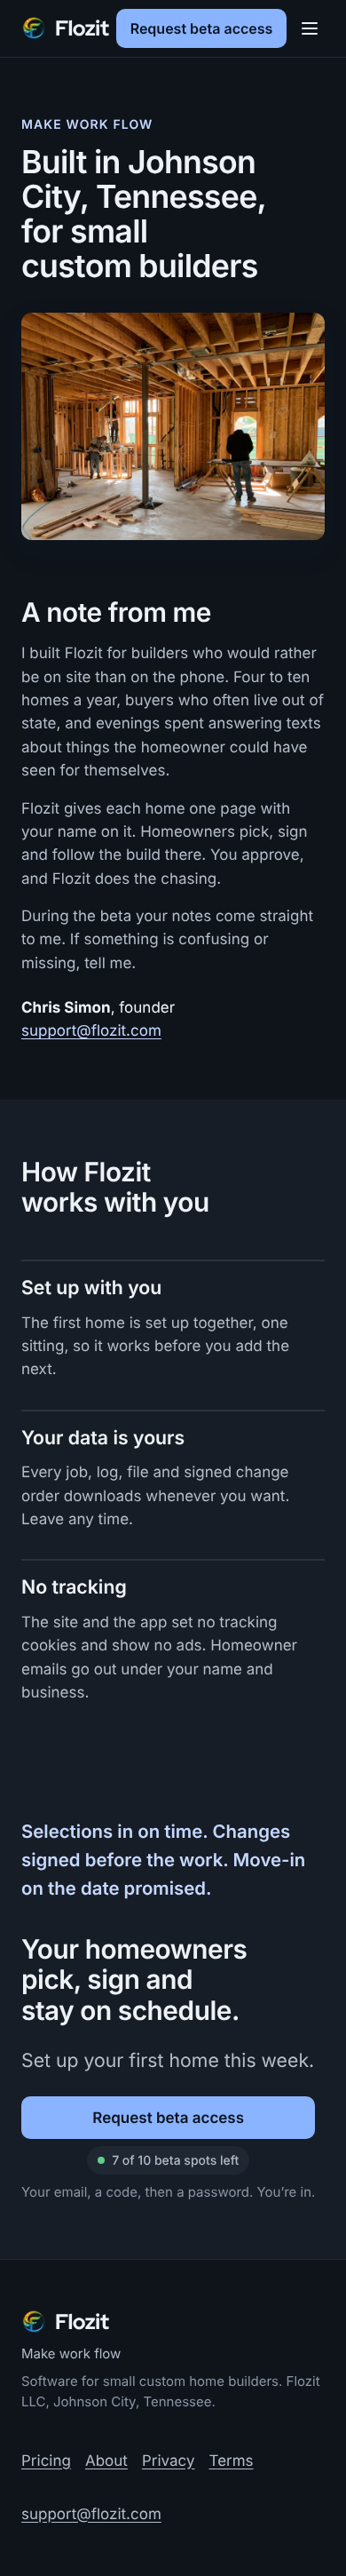 Flozit
Request beta access
MAKE WORK FLOW
Built in Johnson
City, Tennessee,
for small
custom builders
A note from me
I built Flozit for builders who would rather
be on site than on the phone. Four to ten
homes a year, buyers who often live out of
state, and evenings spent answering texts
about things the homeowner could have
seen for themselves.
Flozit gives each home one page with
your name on it. Homeowners pick, sign
and follow the build there. You approve,
and Flozit does the chasing.
During the beta your notes come straight
to me. If something is confusing or
missing, tell me.
Chris Simon, founder
support@flozit.com
How Flozit
works with you
Set up with you
The first home is set up together, one
sitting, so it works before you add the
next.
Your data is yours
Every job, log, file and signed change
order downloads whenever you want.
Leave any time.
No tracking
The site and the app set no tracking
cookies and show no ads. Homeowner
emails go out under your name and
business.
Selections in on time. Changes
signed before the work. Move-in
on the date promised.
Your homeowners
pick, sign and
stay on schedule.
Set up your first home this week.
Request beta access
7 of 10 beta spots left
Your email, a code, then a password. You’re in.
Flozit
Make work flow
Software for small custom home builders. Flozit
LLC, Johnson City, Tennessee.
Pricing About Privacy Terms
support@flozit.com